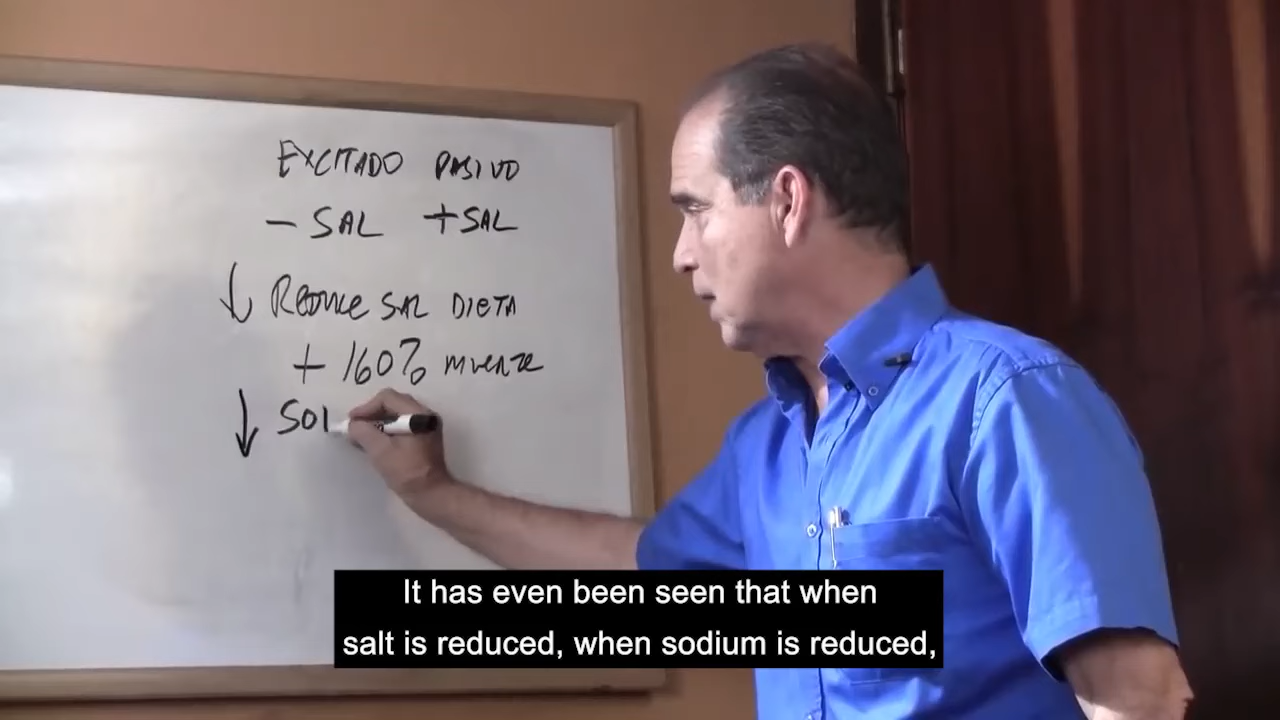 EXCITADO PASIVO
- SAL + SAL
↓ REDUCE SAL DIETA
+ 160% MUERTE
↓ SOI
It has even been seen that when
salt is reduced, when sodium is reduced,